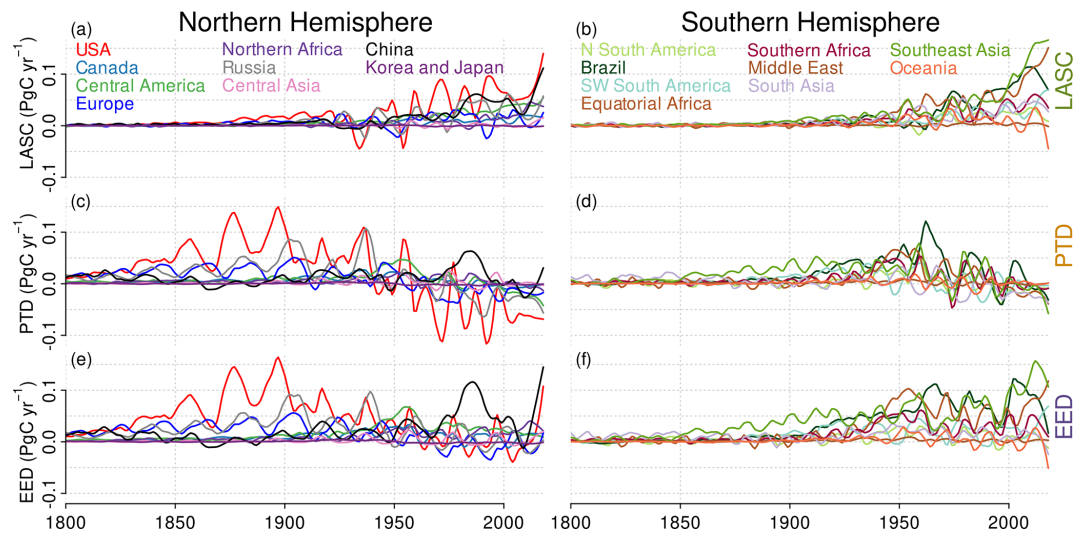 Northern Hemisphere
Southern Hemisphere
(a)
USA
Canada
Central America
Europe
Northern Africa
Russia
Central Asia
China
Korea and Japan
LASC (PgC yr−1)
0.1
0.0
-0.1
(b)
N South America
Brazil
SW South America
Equatorial Africa
Southern Africa
Middle East
South Asia
Southeast Asia
Oceania
LASC
(c)
PTD (PgC yr−1)
0.1
0.0
-0.1
(d)
PTD
(e)
EED (PgC yr−1)
0.1
0.0
-0.1
(f)
EED
1800 1850 1900 1950 2000
1800 1850 1900 1950 2000